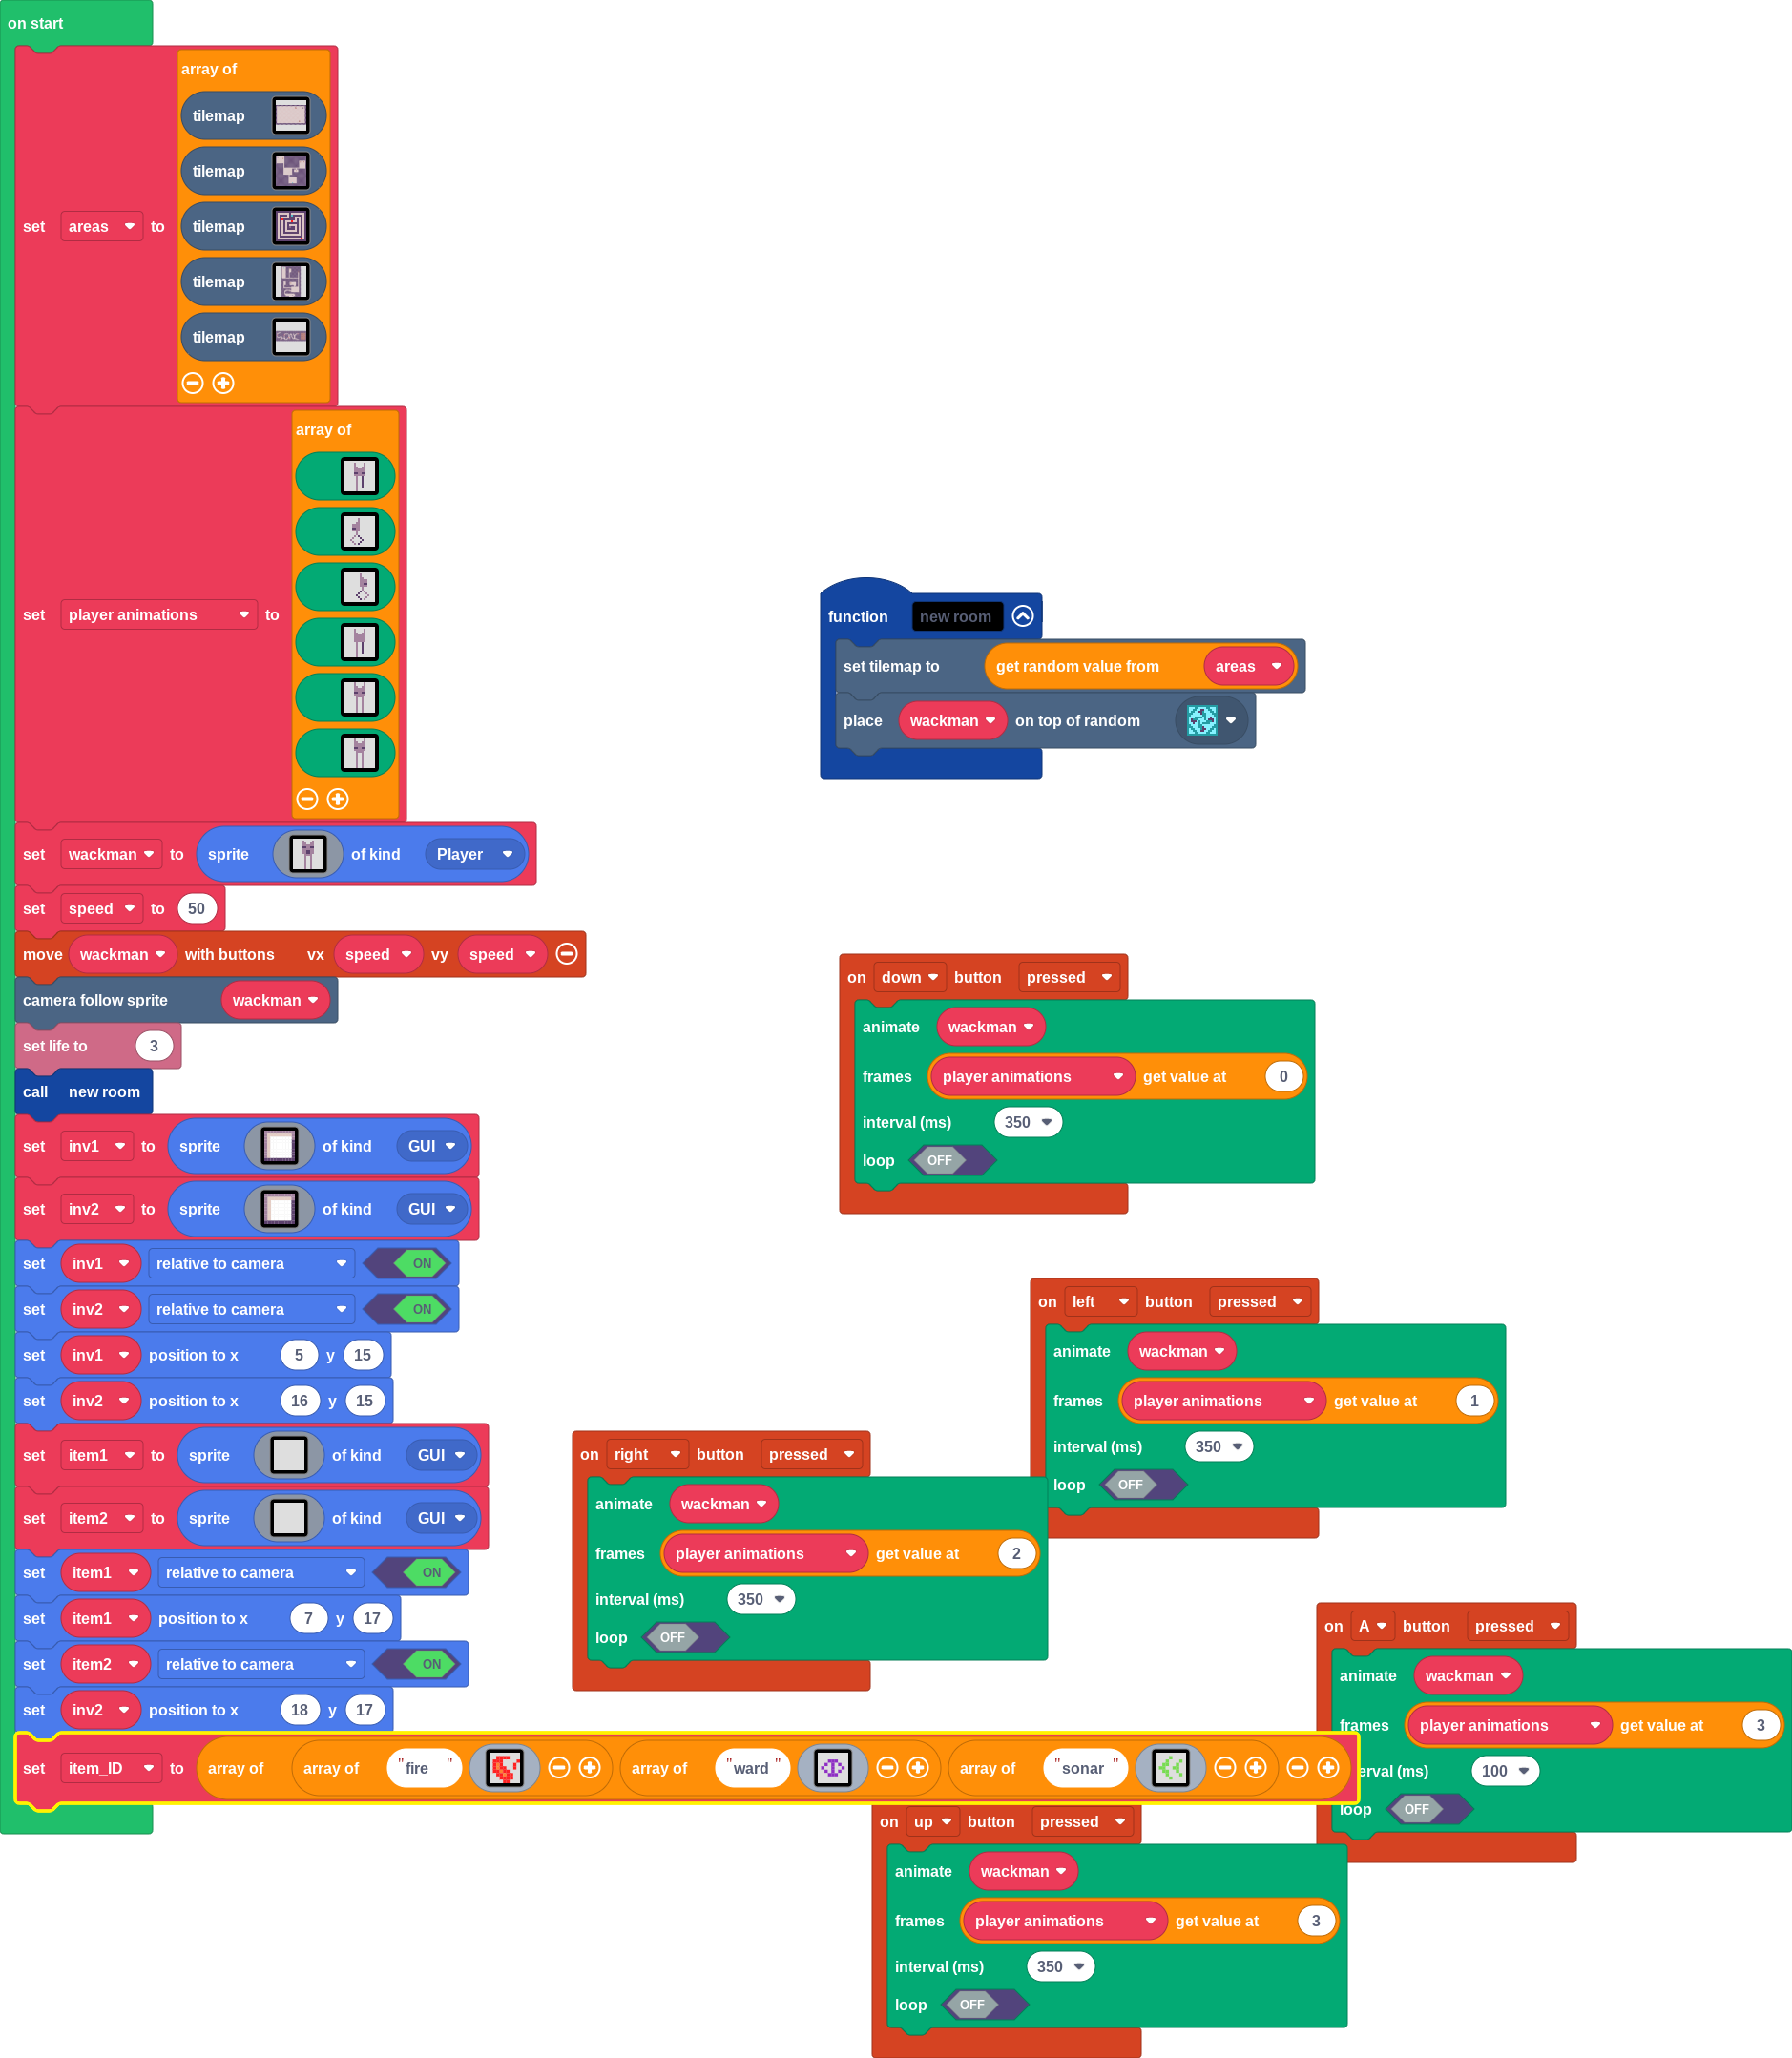 on start
array of
tilemap
tilemap
set areas to tilemap
tilemap
tilemap
array of
set player animations to
set wackman to sprite of kind Player
set speed to 50
move wackman with buttons vx speed vy speed
camera follow sprite wackman
set life to 3
call new room
set inv1 to sprite of kind GUI
set inv2 to sprite of kind GUI
set inv1 relative to camera ON
set inv2 relative to camera ON
set inv1 position to x 5 y 15
set inv2 position to x 16 y 15
set item1 to sprite of kind GUI
set item2 to sprite of kind GUI
set item1 relative to camera ON
set item1 position to x 7 y 17
set item2 relative to camera ON
set inv2 position to x 18 y 17
set item_ID to array of array of "fire" array of "ward" array of "sonar"
function new room
set tilemap to get random value from areas
place wackman on top of random
on down button pressed
animate wackman
frames player animations get value at 0
interval (ms) 350
loop OFF
on left button pressed
animate wackman
frames player animations get value at 1
interval (ms) 350
loop OFF
on right button pressed
animate wackman
frames player animations get value at 2
interval (ms) 350
loop OFF
on A button pressed
animate wackman
frames player animations get value at 3
erval (ms) 100
loop OFF
on up button pressed
animate wackman
frames player animations get value at 3
interval (ms) 350
loop OFF